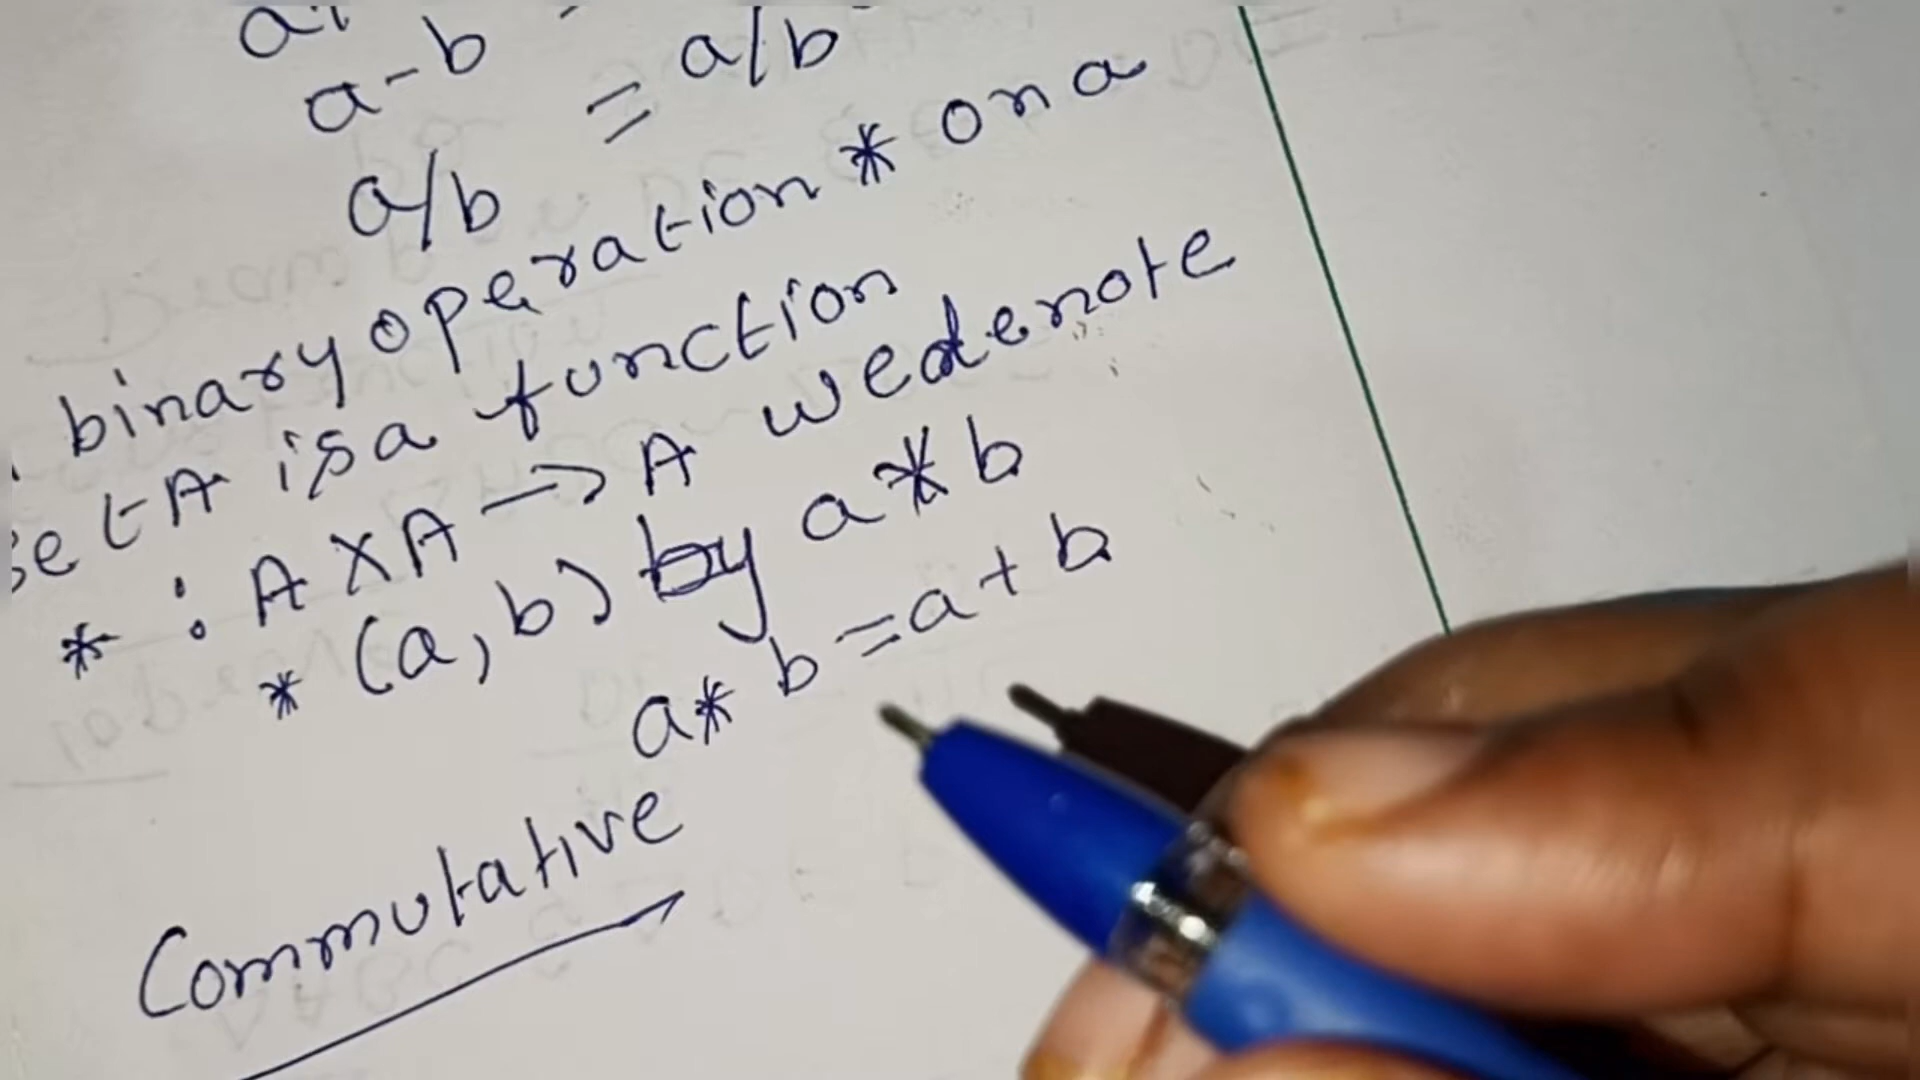 a-b
= a/b
a/b
binary operation * on a
set A is a function
* : A X A → A we denote
* (a, b) by a * b
a * b = a + b
Commutative